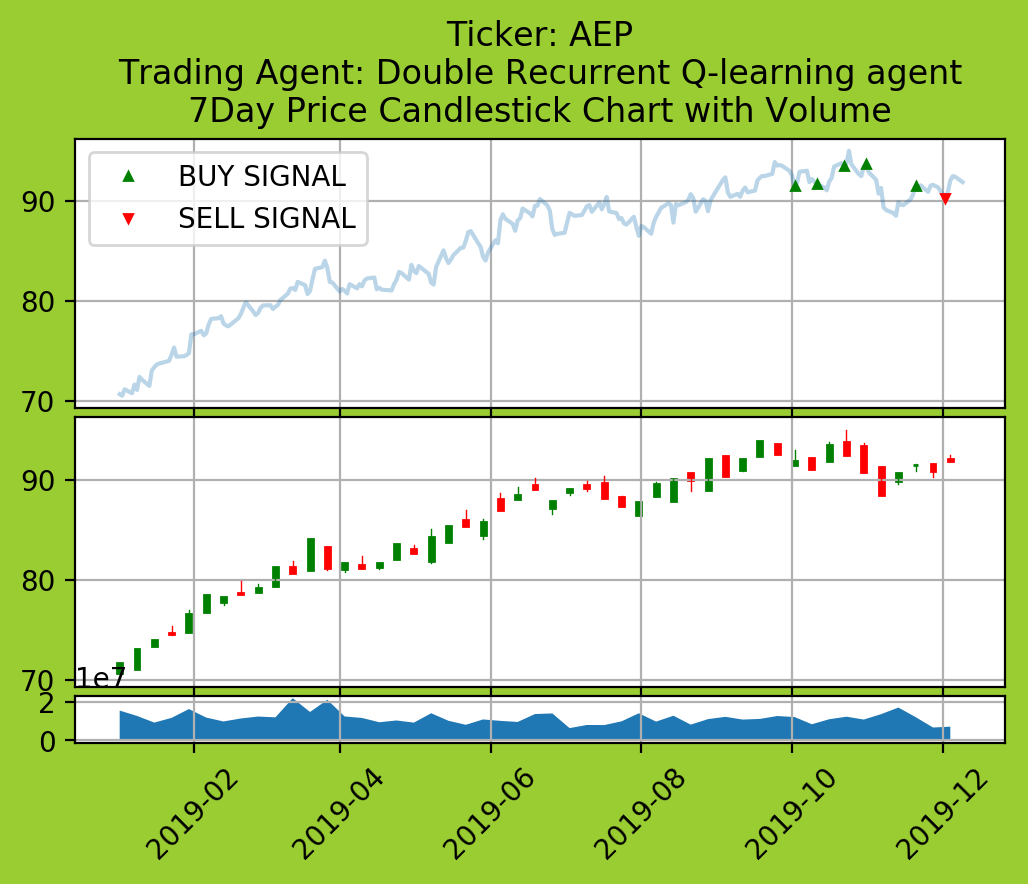 Ticker: AEP
Trading Agent: Double Recurrent Q-learning agent
7Day Price Candlestick Chart with Volume
BUY SIGNAL
SELL SIGNAL
90
80
70
90
80
70
1e7
2
0
2019-02
2019-04
2019-06
2019-08
2019-10
2019-12